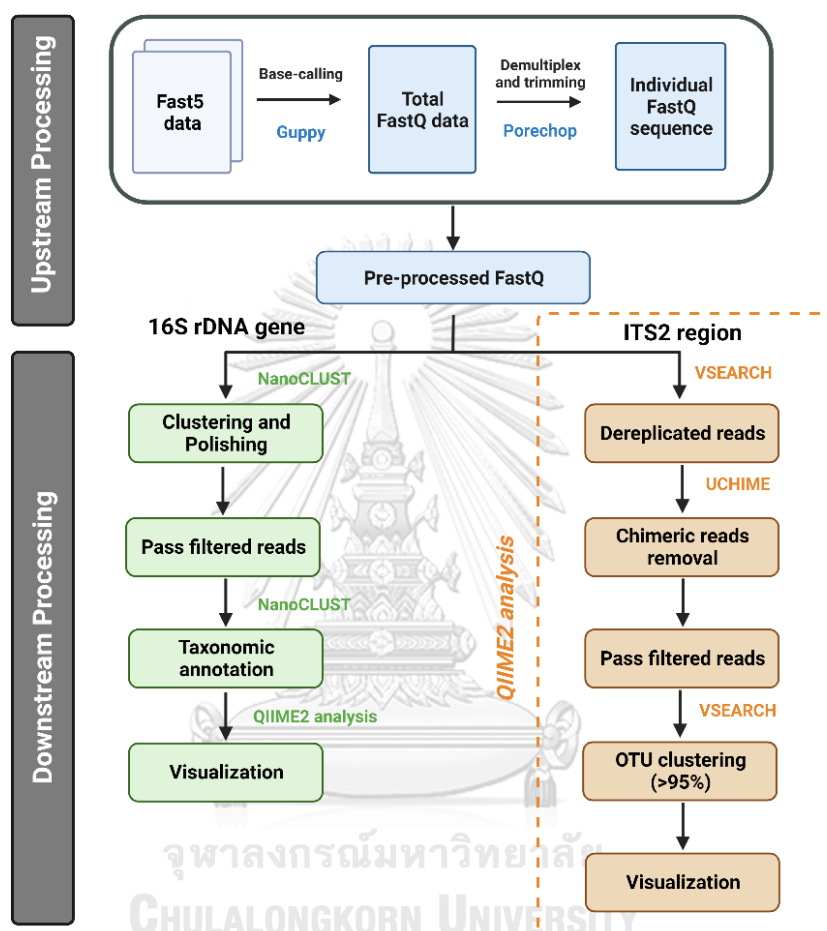 Upstream Processing
Fast5
data
Base-calling
Guppy
Total
FastQ data
Demultiplex
and trimming
Porechop
Individual
FastQ
sequence
Pre-processed FastQ
Downstream Processing
16S rDNA gene
NanoCLUST
Clustering and
Polishing
Pass filtered reads
NanoCLUST
Taxonomic
annotation
QIIME2 analysis
Visualization
QIIME2 analysis
ITS2 region
VSEARCH
Dereplicated reads
UCHIME
Chimeric reads
removal
Pass filtered reads
VSEARCH
OTU clustering
(>95%)
Visualization
จุฬาลงกรณ์มหาวิทยาลัย
CHULALONGKORN UNIVERSITY